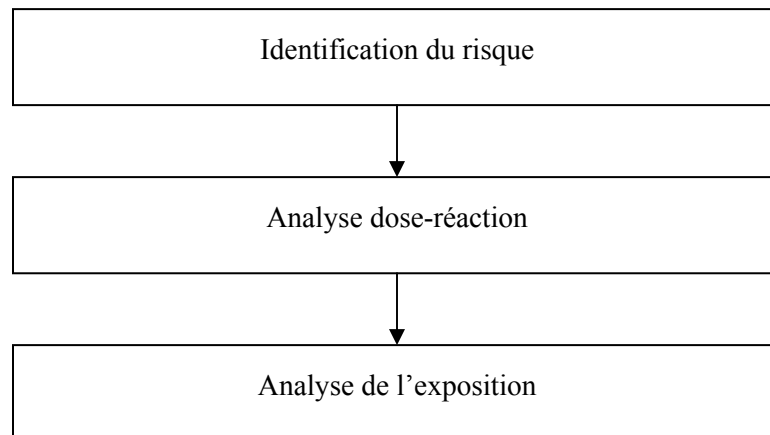 Identification du risque
Analyse dose-réaction
Analyse de l’exposition